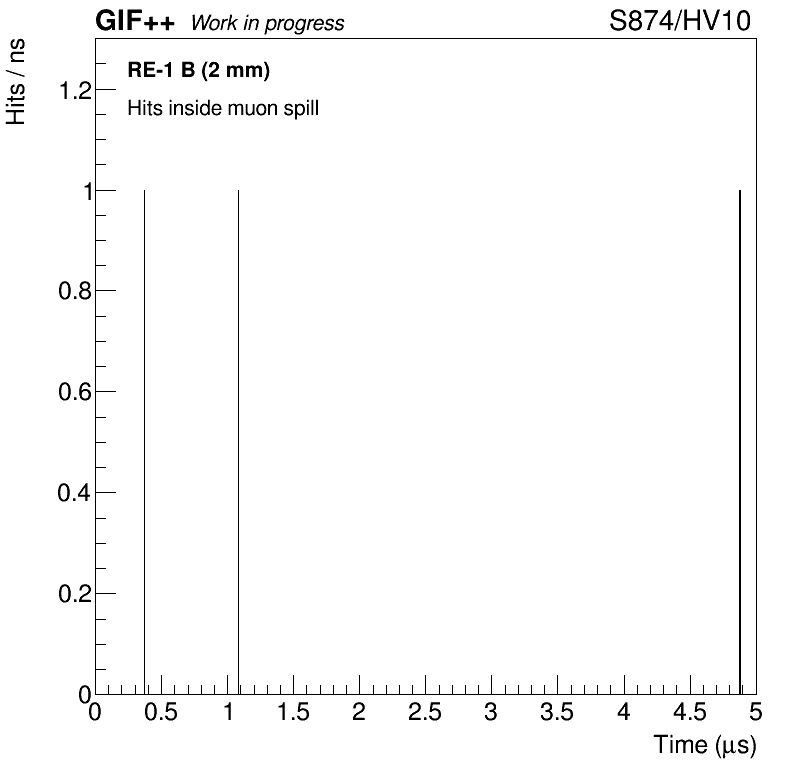 GIF++ Work in progress S874/HV10
Hits / ns
RE-1 B (2 mm)
Hits inside muon spill
1.2
1
0.8
0.6
0.4
0.2
0
0 0.5 1 1.5 2 2.5 3 3.5 4 4.5 5
Time (μs)